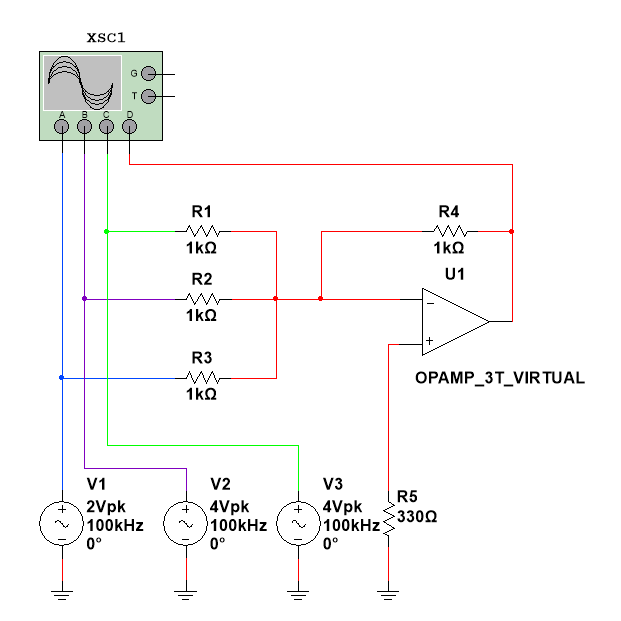 XSC1
G
T
A B C D
R1
1kΩ
R2
1kΩ
R3
1kΩ
R4
1kΩ
U1
OPAMP_3T_VIRTUAL
V1
2Vpk
100kHz
0°
V2
4Vpk
100kHz
0°
V3
4Vpk
100kHz
0°
R5
330Ω